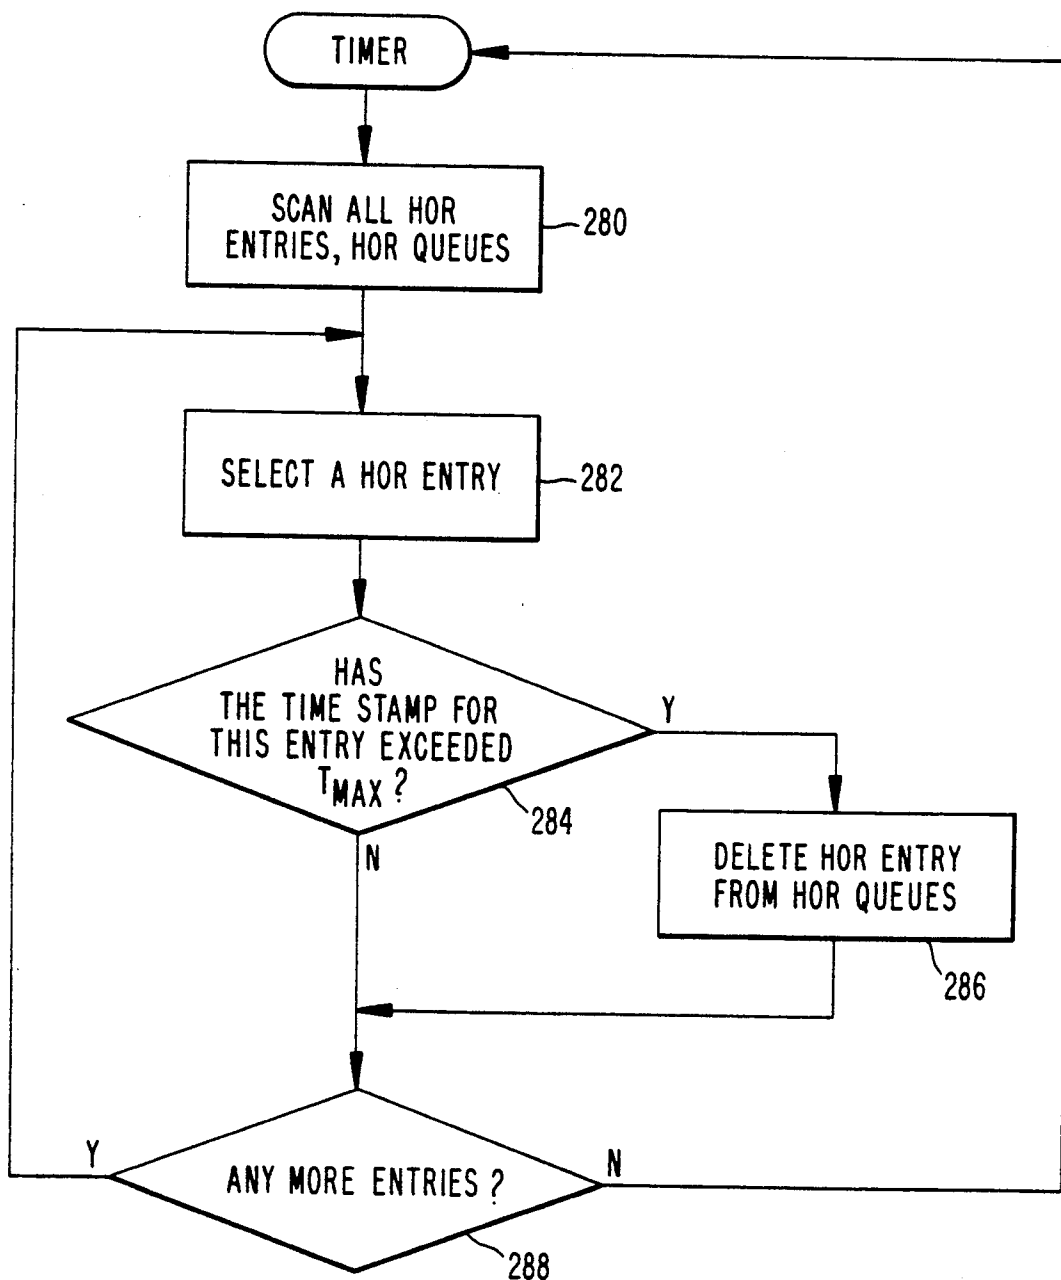 TIMER
SCAN ALL HOR
ENTRIES, HOR QUEUES
280
SELECT A HOR ENTRY
282
HAS
THE TIME STAMP FOR
THIS ENTRY EXCEEDED
TMAX ?
Y
284
N
DELETE HOR ENTRY
FROM HOR QUEUES
286
Y
ANY MORE ENTRIES ?
N
288